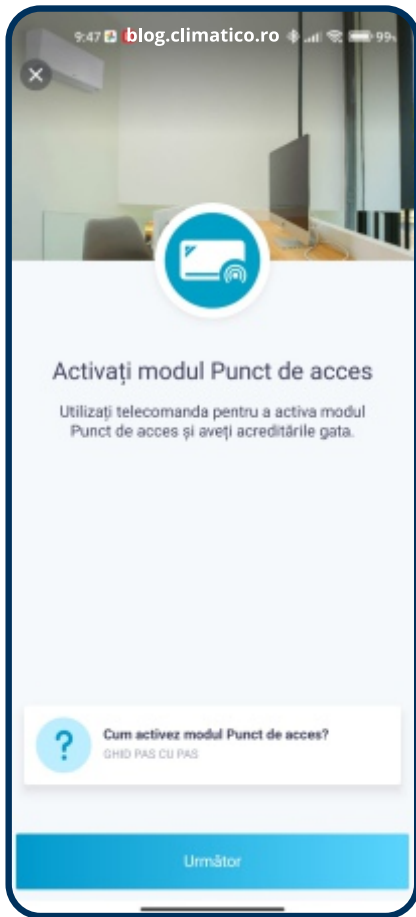 9:47 blog.climatico.ro 99
Activați modul Punct de acces
Utilizați telecomanda pentru a activa modul
Punct de acces și aveți acreditările gata.
?
Cum activez modul Punct de acces?
GHID PAS CU PAS
Următor